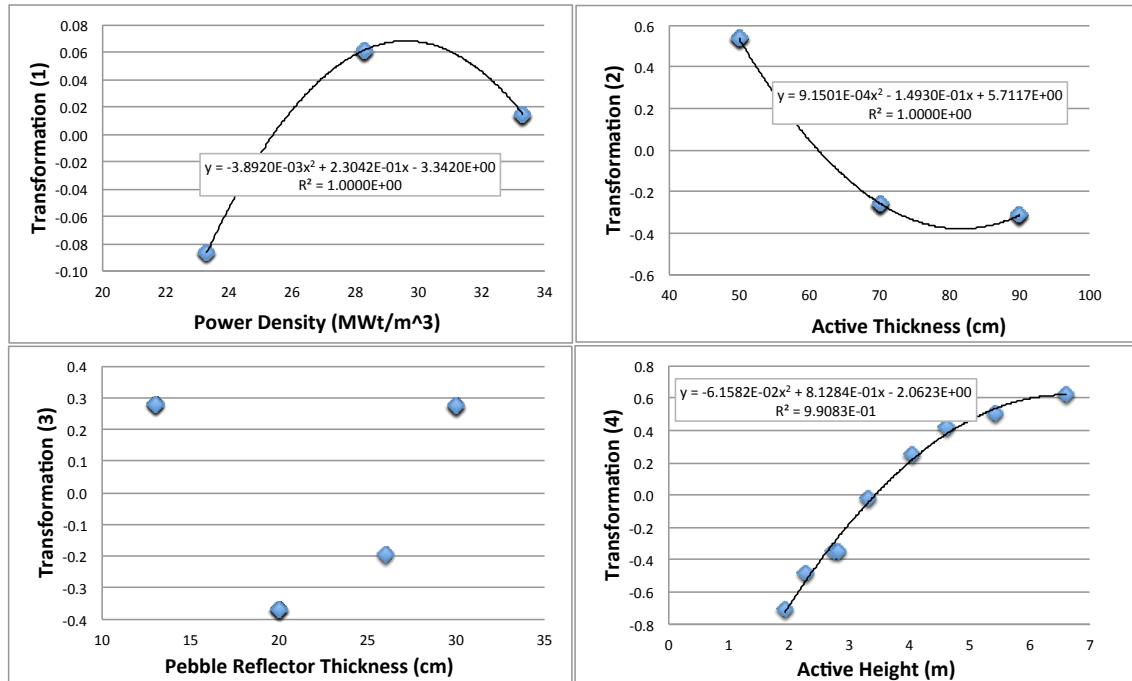 Transformation (1)
0.08
0.06
0.04
0.02
0.00
-0.02
-0.04
-0.06
-0.08
-0.10
y = -3.8920E-03x² + 2.3042E-01x - 3.3420E+00
R² = 1.0000E+00
20 22 24 26 28 30 32 34
Power Density (MWt/m^3)
Transformation (2)
0.6
0.4
0.2
0.0
-0.2
-0.4
-0.6
y = 9.1501E-04x² - 1.4930E-01x + 5.7117E+00
R² = 1.0000E+00
40 50 60 70 80 90 100
Active Thickness (cm)
Transformation (3)
0.4
0.3
0.2
0.1
0.0
-0.1
-0.2
-0.3
-0.4
10 15 20 25 30 35
Pebble Reflector Thickness (cm)
Transformation (4)
0.8
0.6
0.4
0.2
0.0
-0.2
-0.4
-0.6
-0.8
y = -6.1582E-02x² + 8.1284E-01x - 2.0623E+00
R² = 9.9083E-01
0 1 2 3 4 5 6 7
Active Height (m)